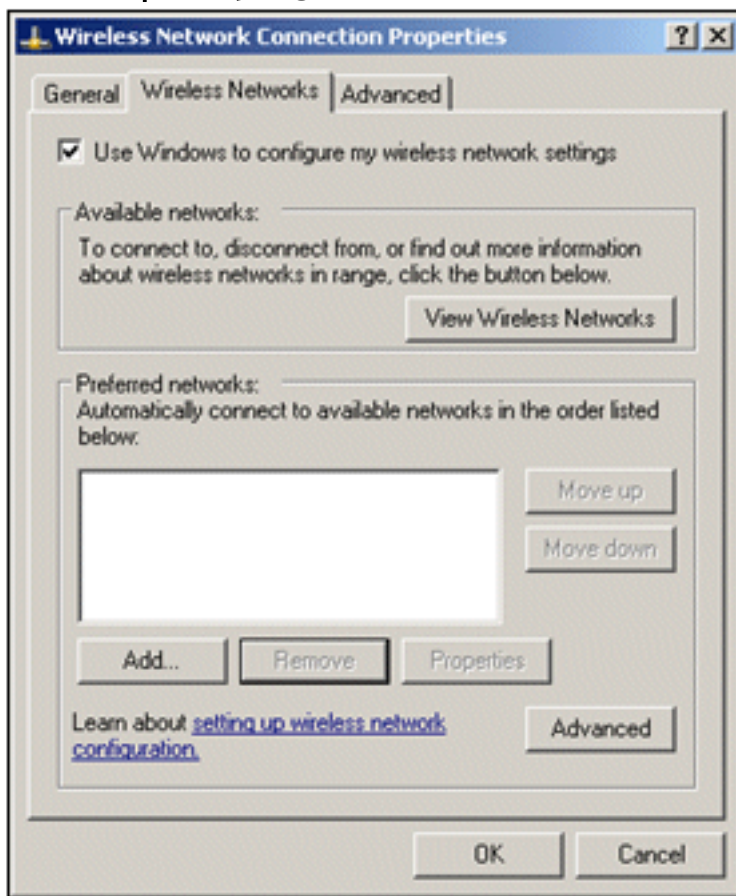 Wireless Network Connection Properties
General Wireless Networks Advanced
Use Windows to configure my wireless network settings
Available networks:
To connect to, disconnect from, or find out more information
about wireless networks in range, click the button below.
View Wireless Networks
Preferred networks:
Automatically connect to available networks in the order listed
below:
Move up
Move down
Add... Remove Properties
Learn about setting up wireless network
configuration.
Advanced
OK Cancel